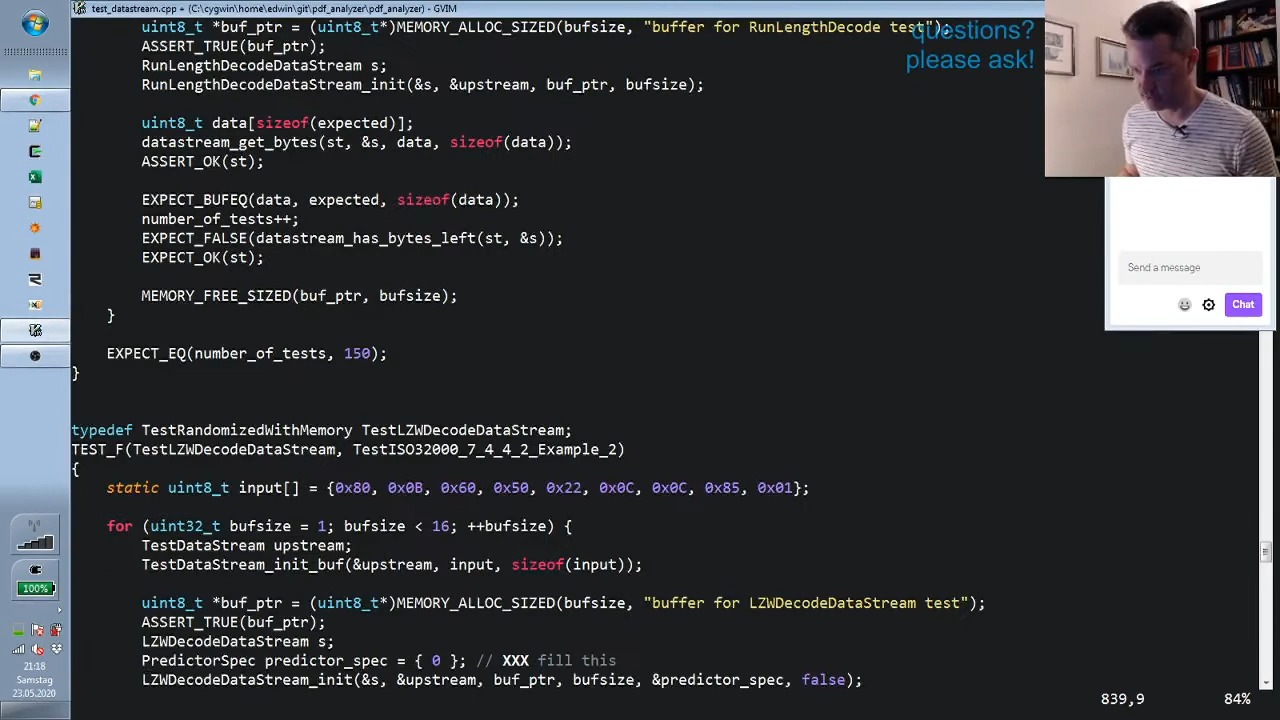 test_datastream.cpp + (C:\cygwin\home\edwin\git\pdf_analyzer\pdf_analyzer) - GVIM
uint8_t *buf_ptr = (uint8_t*)MEMORY_ALLOC_SIZED(bufsize, "buffer for RunLengthDecode test");
questions?
please ask!
ASSERT_TRUE(buf_ptr);
RunLengthDecodeDataStream s;
RunLengthDecodeDataStream_init(&s, &upstream, buf_ptr, bufsize);
uint8_t data[sizeof(expected)];
datastream_get_bytes(st, &s, data, sizeof(data));
ASSERT_OK(st);
EXPECT_BUFEQ(data, expected, sizeof(data));
number_of_tests++;
EXPECT_FALSE(datastream_has_bytes_left(st, &s));
EXPECT_OK(st);
MEMORY_FREE_SIZED(buf_ptr, bufsize);
}
EXPECT_EQ(number_of_tests, 150);
}
typedef TestRandomizedWithMemory TestLZWDecodeDataStream;
TEST_F(TestLZWDecodeDataStream, TestISO32000_7_4_4_2_Example_2)
{
static uint8_t input[] = {0x80, 0x0B, 0x60, 0x50, 0x22, 0x0C, 0x0C, 0x85, 0x01};
for (uint32_t bufsize = 1; bufsize < 16; ++bufsize) {
TestDataStream upstream;
TestDataStream_init_buf(&upstream, input, sizeof(input));
uint8_t *buf_ptr = (uint8_t*)MEMORY_ALLOC_SIZED(bufsize, "buffer for LZWDecodeDataStream test");
ASSERT_TRUE(buf_ptr);
LZWDecodeDataStream s;
PredictorSpec predictor_spec = { 0 }; // XXX fill this
LZWDecodeDataStream_init(&s, &upstream, buf_ptr, bufsize, &predictor_spec, false);
839,9 84%
Send a message
Chat
100%
21:18
Samstag
23.05.2020